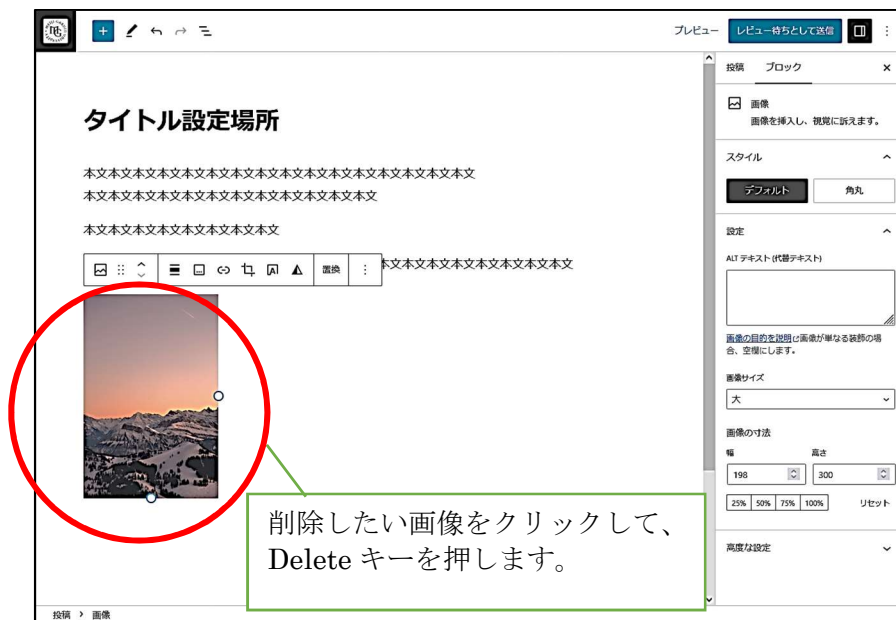 プレビュー レビュー待ちとして送信
投稿 ブロック
画像
画像を挿入し、視覚に訴えます。
タイトル設定場所
本文本文本文本文本文本文本文本文本文本文本文本文本文本文本文本文
本文本文本文本文本文本文本文本文本文本文本文本文
本文本文本文本文本文本文本文本文
置換
本文本文本文本文本文本文本文本文
スタイル
デフォルト 角丸
設定
ALT テキスト (代替テキスト)
画像の目的を説明 画像が単なる装飾の場
合、空欄にします。
画像サイズ
大
画像の寸法
幅 高さ
198 300
25% 50% 75% 100% リセット
高度な設定
削除したい画像をクリックして、
Delete キーを押します。
投稿 › 画像